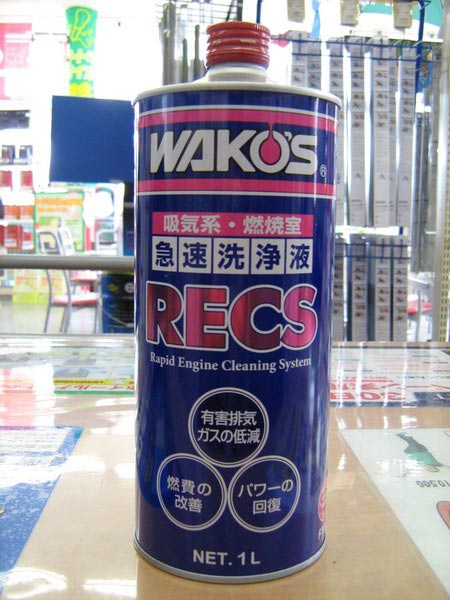 WAKO'S®
吸気系・燃焼室
急速洗浄液
RECS
Rapid Engine Cleaning System
有害排気
ガスの低減
燃費の
改善
パワーの
回復
NET. 1L
10,500